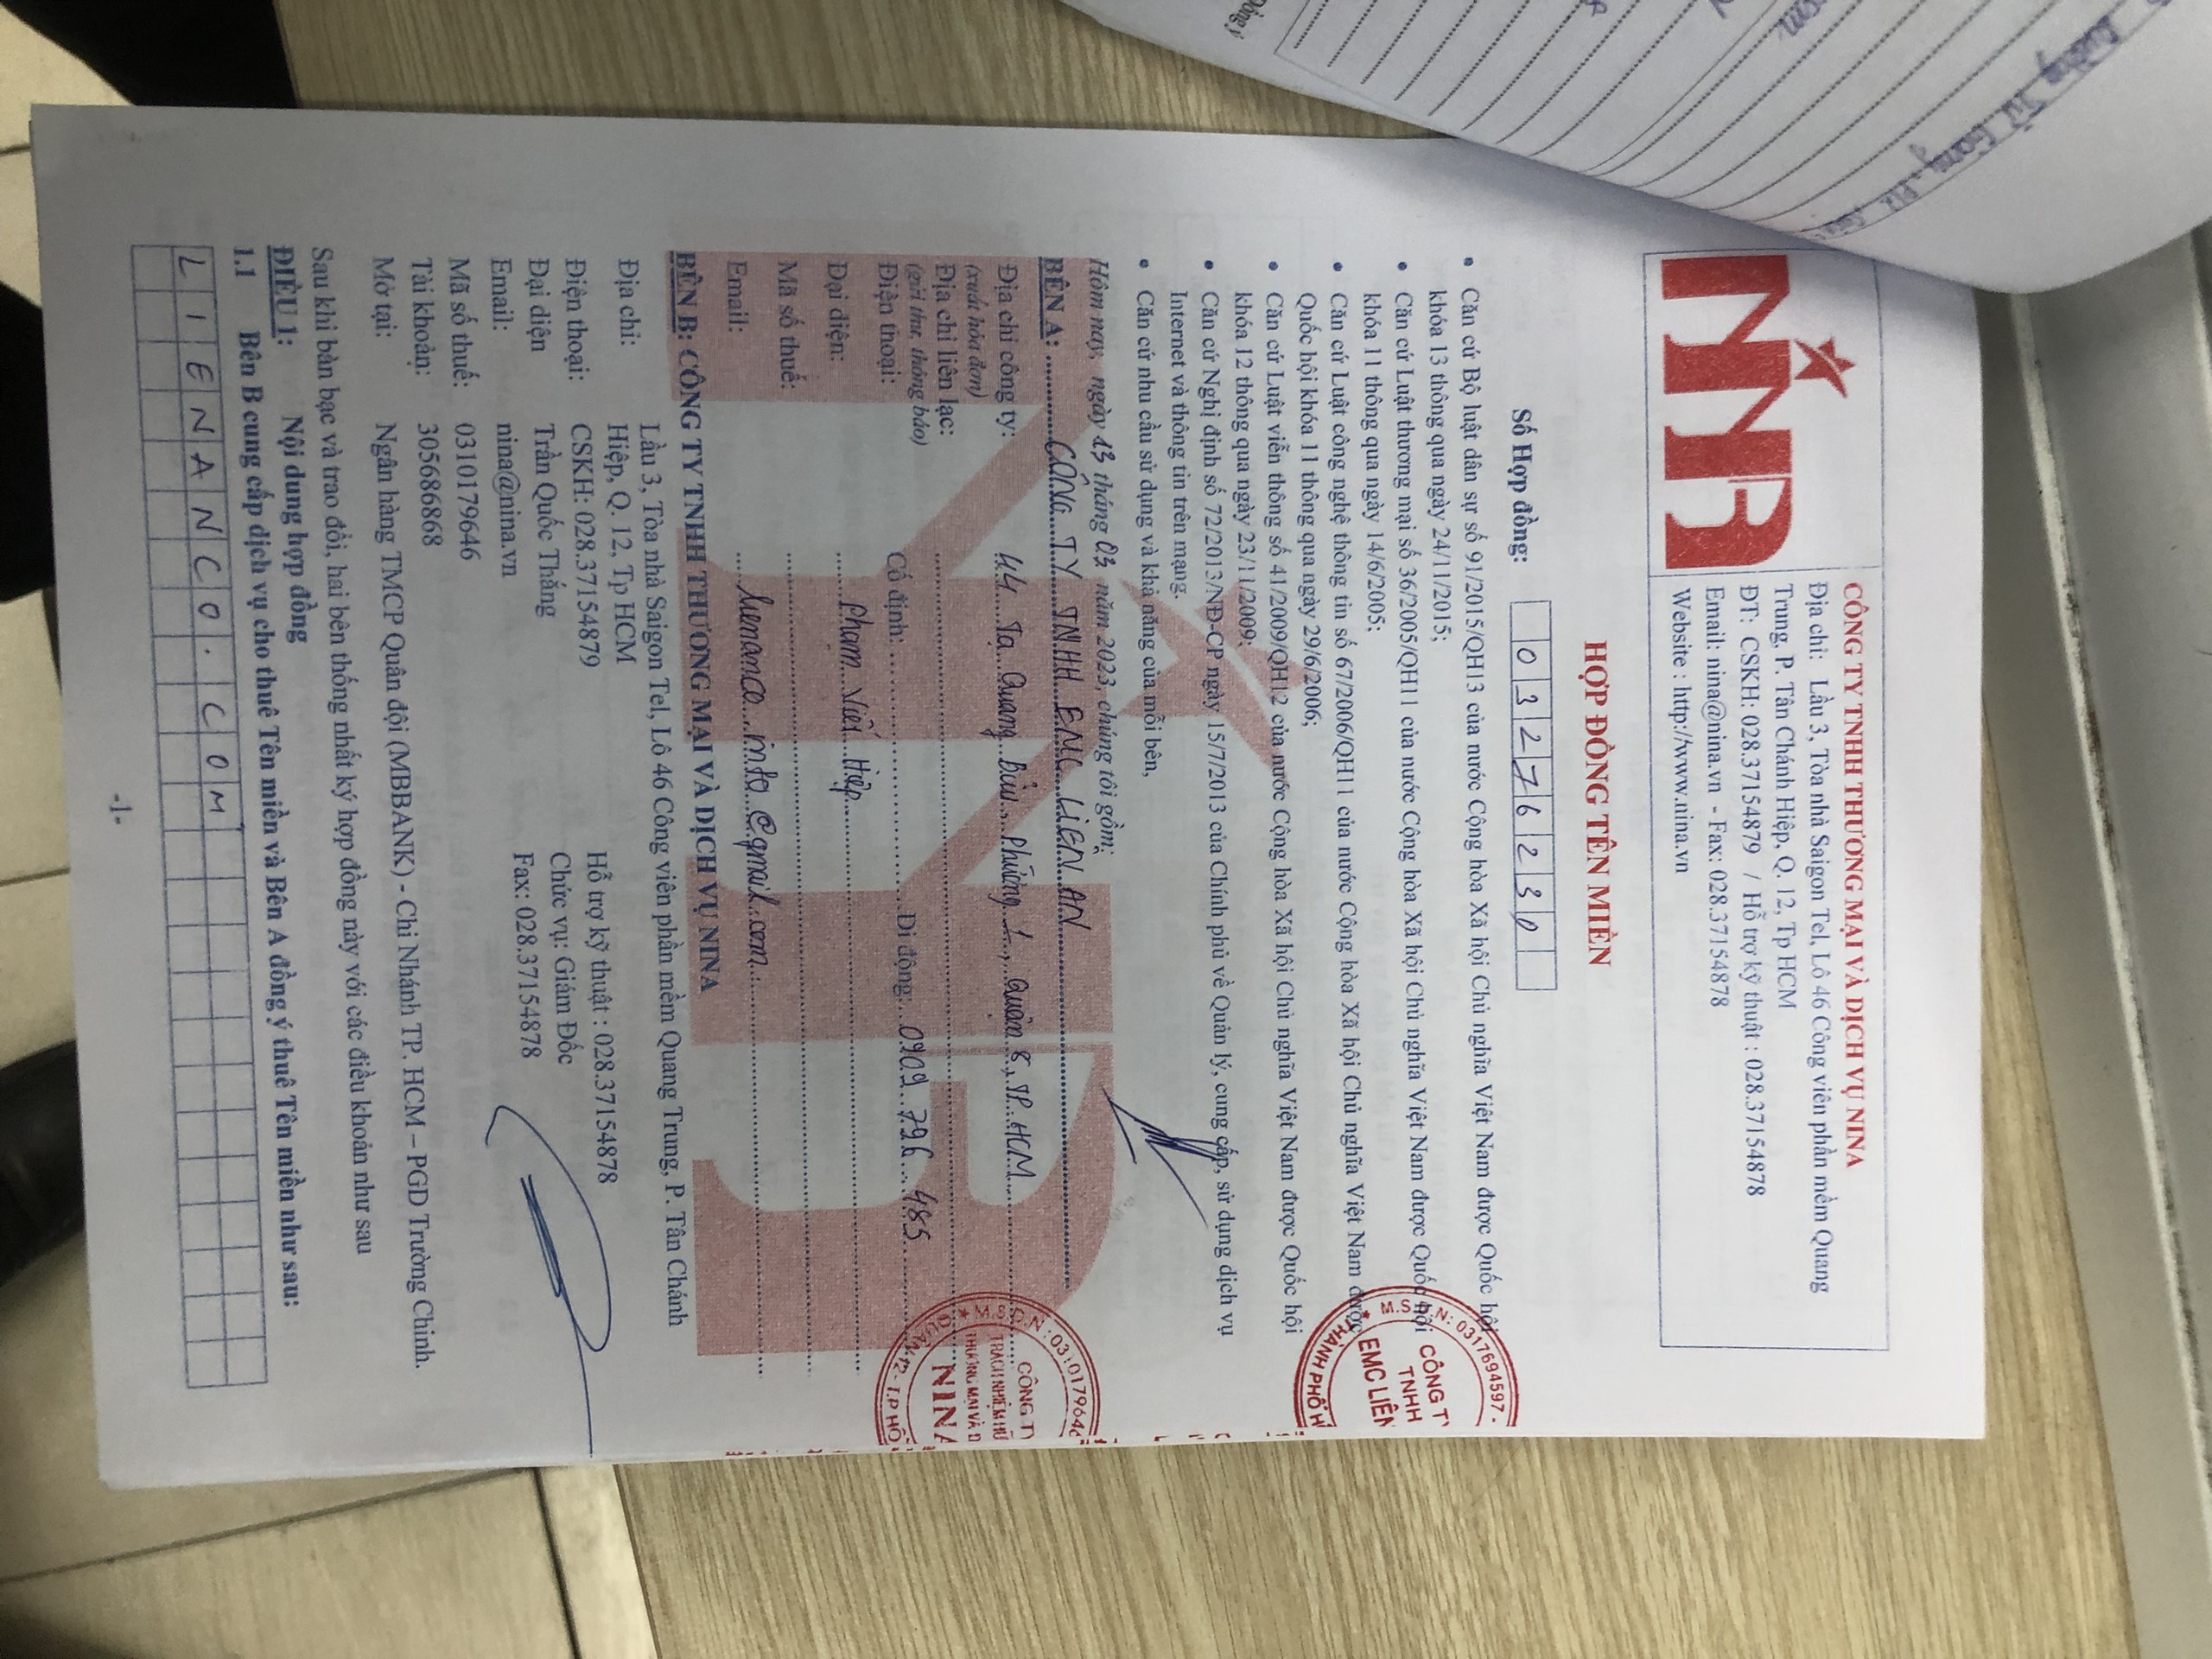 NINA
CÔNG TY TNHH THƯƠNG MẠI VÀ DỊCH VỤ NINA
Địa chỉ: Lầu 3, Tòa nhà Saigon Tel, Lô 46 Công viên phần mềm Quang
Trung, P. Tân Chánh Hiệp, Q. 12, Tp HCM
ĐT: CSKH: 028.37154879 / Hỗ trợ kỹ thuật : 028.37154878
Email: nina@nina.vn - Fax: 028.37154878
Website : http://www.nina.vn
HỢP ĐỒNG TÊN MIỀN
Số Hợp đồng: 03276230
• Căn cứ Bộ luật dân sự số 91/2015/QH13 của nước Cộng hòa Xã hội Chủ nghĩa Việt Nam được Quốc hội
khóa 13 thông qua ngày 24/11/2015;
• Căn cứ Luật thương mại số 36/2005/QH11 của nước Cộng hòa Xã hội Chủ nghĩa Việt Nam được Quốc hội
khóa 11 thông qua ngày 14/6/2005;
• Căn cứ Luật công nghệ thông tin số 67/2006/QH11 của nước Cộng hòa Xã hội Chủ nghĩa Việt Nam được
Quốc hội khóa 11 thông qua ngày 29/6/2006;
• Căn cứ Luật viễn thông số 41/2009/QH12 của nước Cộng hòa Xã hội Chủ nghĩa Việt Nam được Quốc hội
khóa 12 thông qua ngày 23/11/2009;
• Căn cứ Nghị định số 72/2013/NĐ-CP ngày 15/7/2013 của Chính phủ về Quản lý, cung cấp, sử dụng dịch vụ
Internet và thông tin trên mạng.
• Căn cứ nhu cầu sử dụng và khả năng của mỗi bên,
Hôm nay, ngày 13 tháng 03 năm 2023, chúng tôi gồm:
BÊN A: CÔNG TY TNHH EMC LIEN AN
Địa chỉ công ty: 44 Tạ Quang Bửu, Phường 1, Quận 8, TP. HCM
(xuất hóa đơn)
Địa chỉ liên lạc:
(gửi thư, thông báo)
Điện thoại: Cố định: Di động: 0909 796 485
Đại diện: Phạm Viết Hiệp
Mã số thuế:
Email: lienanco.info@gmail.com
BÊN B: CÔNG TY TNHH THƯƠNG MẠI VÀ DỊCH VỤ NINA
Địa chỉ: Lầu 3, Tòa nhà Saigon Tel, Lô 46 Công viên phần mềm Quang Trung, P. Tân Chánh
Hiệp, Q. 12, Tp HCM
Điện thoại: CSKH: 028.37154879 Hỗ trợ kỹ thuật : 028.37154878
Đại diện Trần Quốc Thắng Chức vụ: Giám Đốc
Email: nina@nina.vn Fax: 028.37154878
Mã số thuế: 0310179646
Tài khoản: 305686868
Mở tại: Ngân hàng TMCP Quân đội (MBBANK) - Chi Nhánh TP. HCM – PGD Trường Chinh.
Sau khi bàn bạc và trao đổi, hai bên thống nhất ký hợp đồng này với các điều khoản như sau
ĐIỀU 1: Nội dung hợp đồng
1.1 Bên B cung cấp dịch vụ cho thuê Tên miền và Bên A đồng ý thuê Tên miền như sau:
LIENANCO.COM
-1-
M.S.D.N: 0317694597
CÔNG TY
TNHH
EMC LIÊN
THÀNH PHỐ H
M.S.D.N: 031017964
CÔNG TY
TRÁCH NHIỆM HỮ
THƯƠNG MẠI VÀ D
NINA
QUẬN 12 - T.P HỒ
Đồng ý